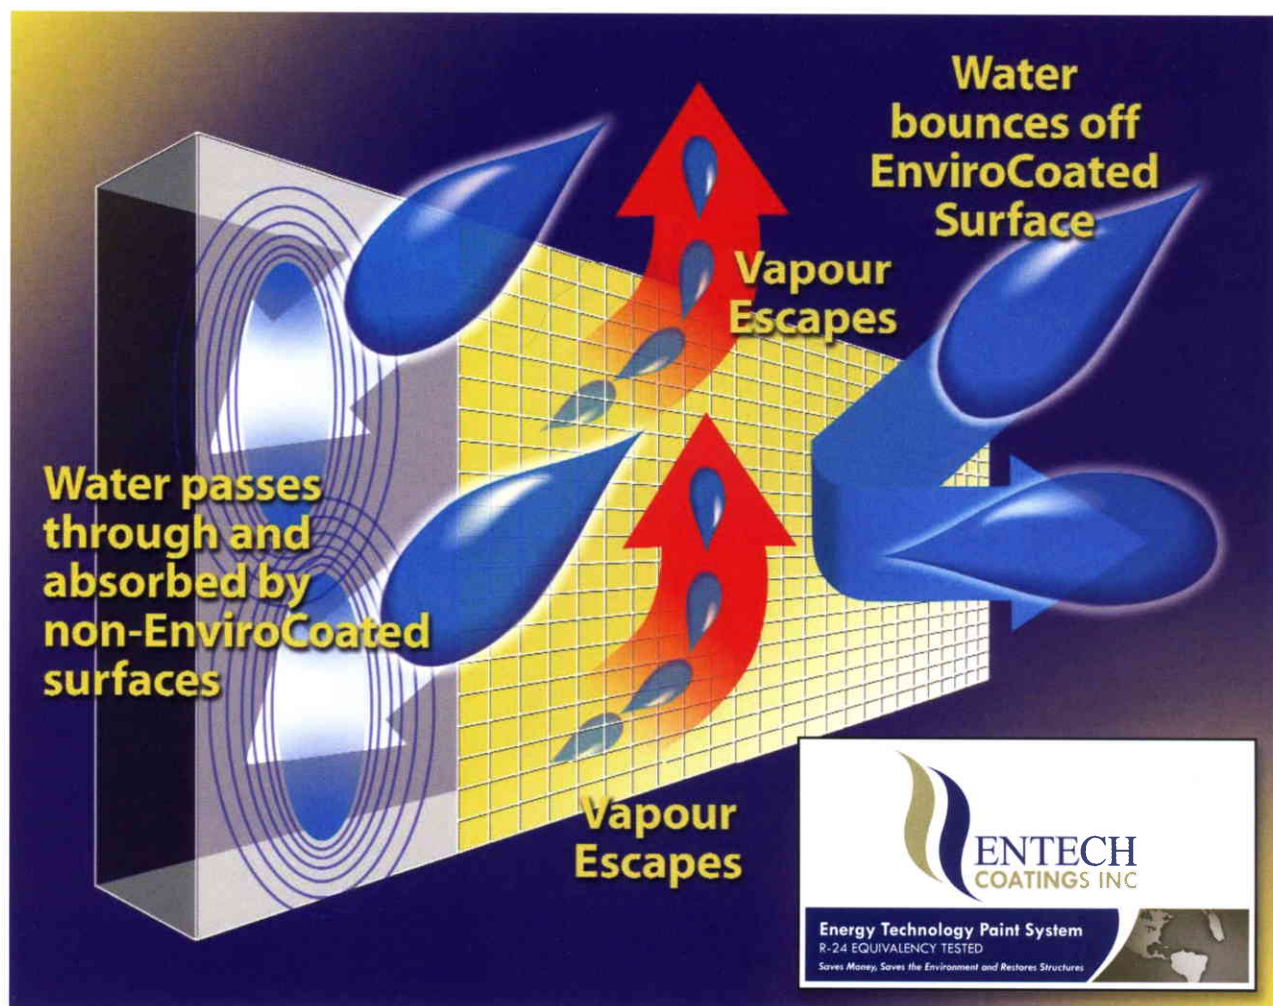 Water
bounces off
EnviroCoated
Surface
Vapour
Escapes
Water passes
through and
absorbed by
non-EnviroCoated
surfaces
Vapour
Escapes
ENTECH
COATINGS INC
Energy Technology Paint System
R-24 EQUIVALENCY TESTED
Saves Money, Saves the Environment and Restores Structures